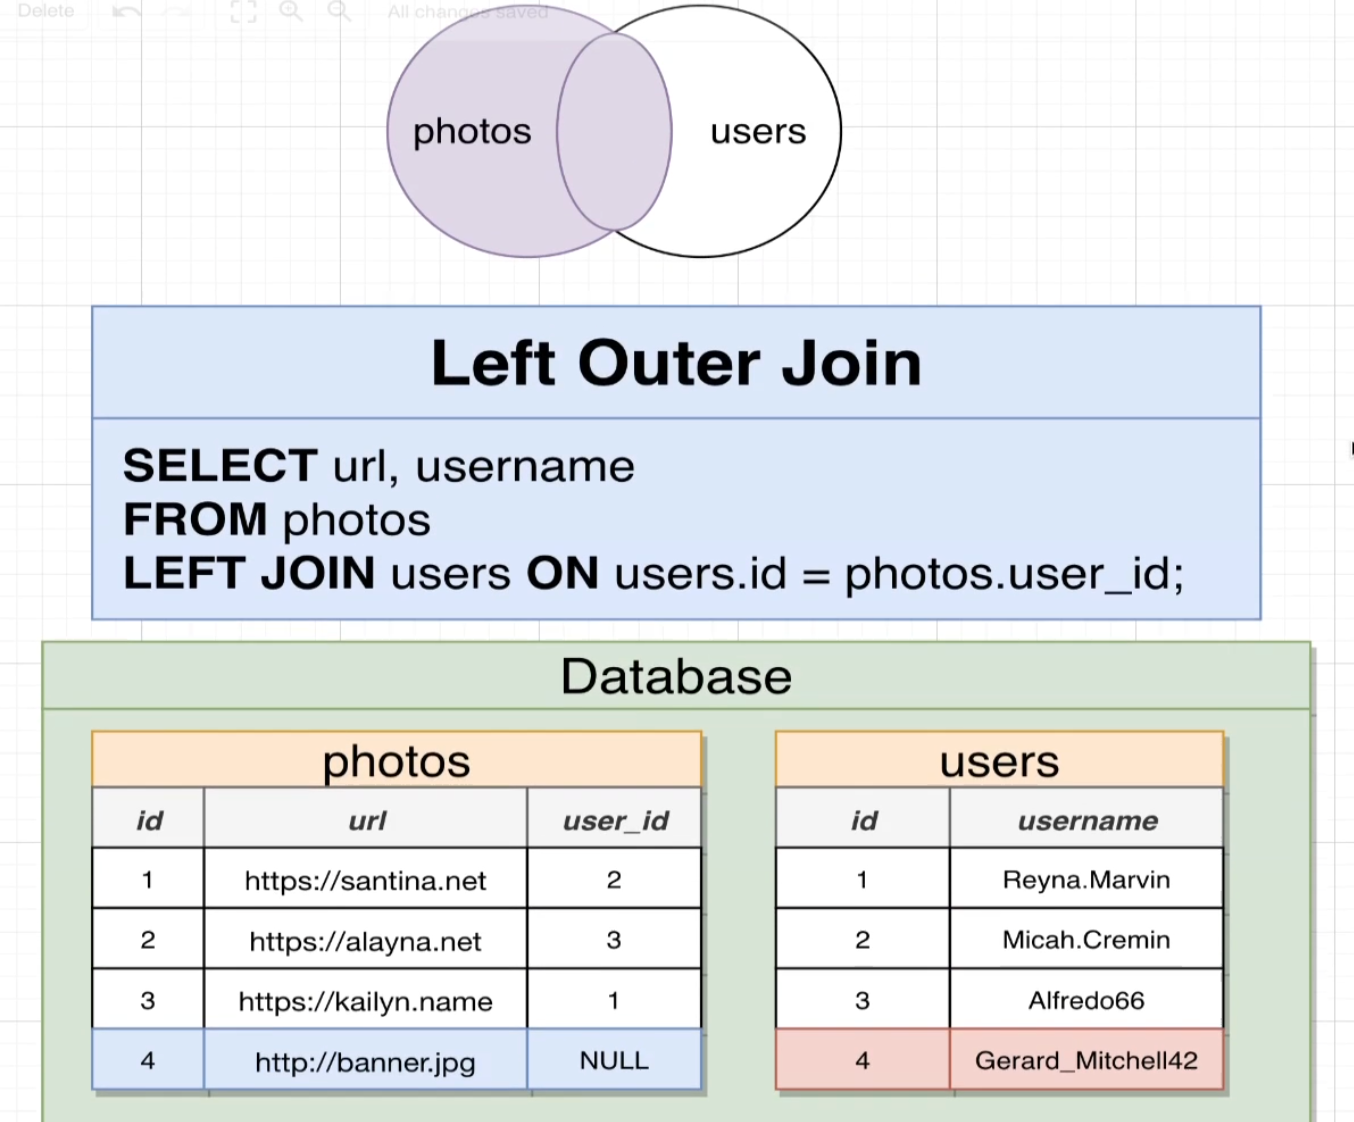 Delete
All changes saved
photos
users
Left Outer Join
SELECT url, username
FROM photos
LEFT JOIN users ON users.id = photos.user_id;
Database
photos
id url user_id
1 https://santina.net 2
2 https://alayna.net 3
3 https://kailyn.name 1
4 http://banner.jpg NULL
users
id username
1 Reyna.Marvin
2 Micah.Cremin
3 Alfredo66
4 Gerard_Mitchell42